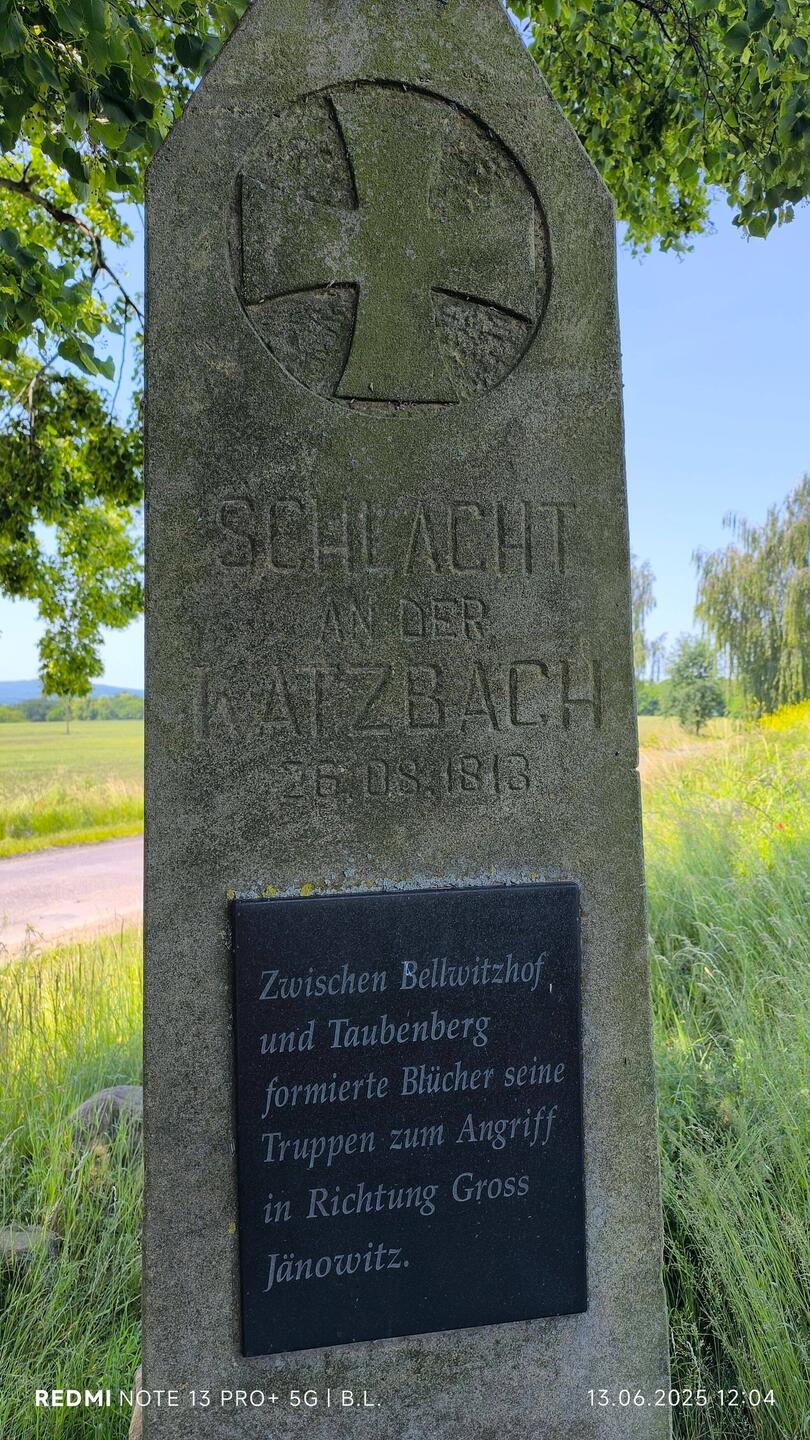 SCHLACHT
AN DER
KATZBACH
26.08.1813
Zwischen Bellwitzhof
und Taubenberg
formierte Blücher seine
Truppen zum Angriff
in Richtung Gross
Jänowitz.
REDMI NOTE 13 PRO+ 5G | B.L.
13.06.2025 12:04